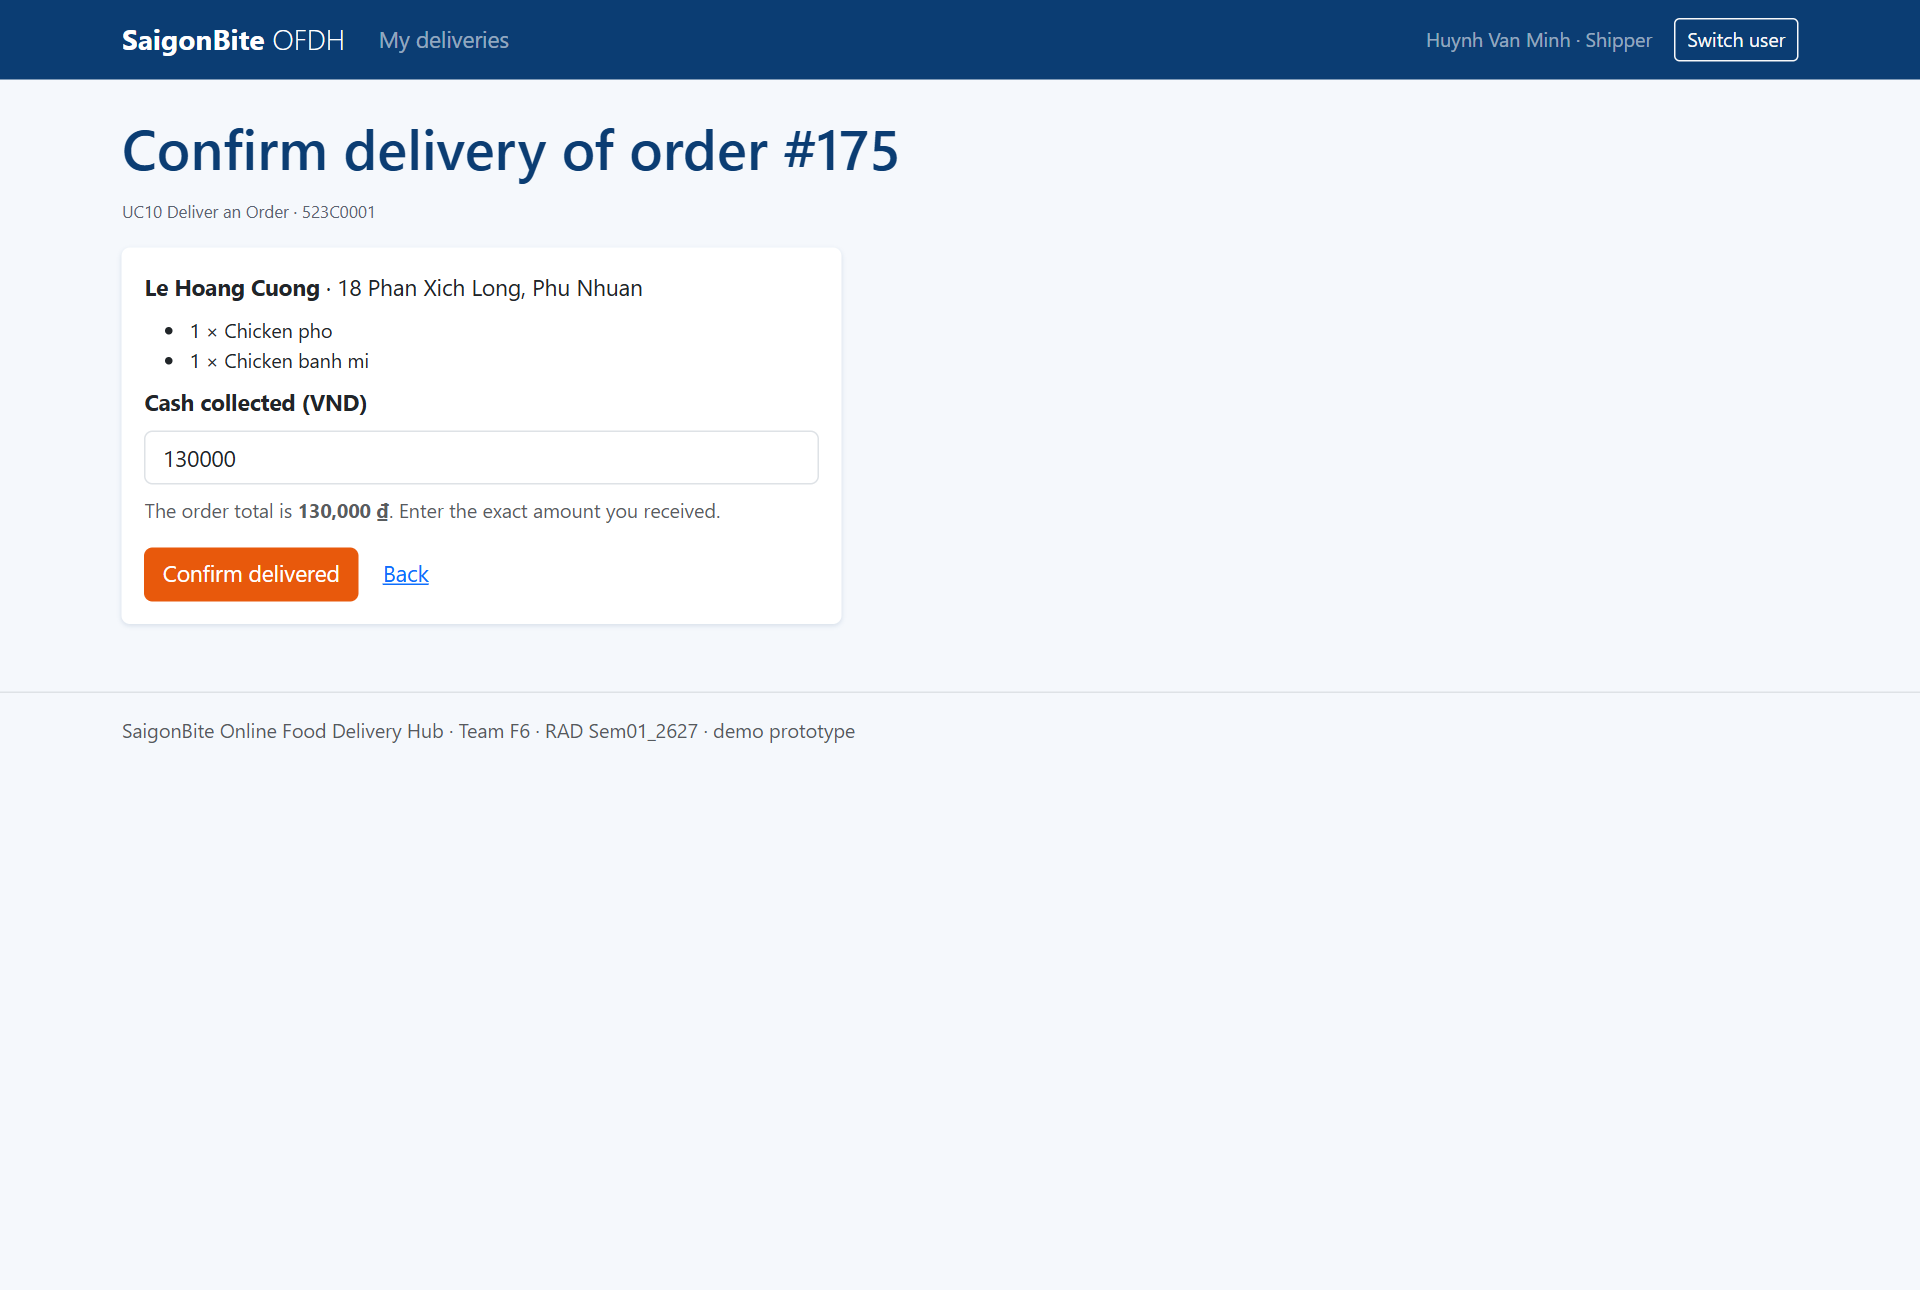 SaigonBite OFDH My deliveries Huynh Van Minh · Shipper Switch user
Confirm delivery of order #175
UC10 Deliver an Order · 523C0001
Le Hoang Cuong · 18 Phan Xich Long, Phu Nhuan
• 1 × Chicken pho
• 1 × Chicken banh mi
Cash collected (VND)
130000
The order total is 130,000 ₫. Enter the exact amount you received.
Confirm delivered Back
SaigonBite Online Food Delivery Hub · Team F6 · RAD Sem01_2627 · demo prototype